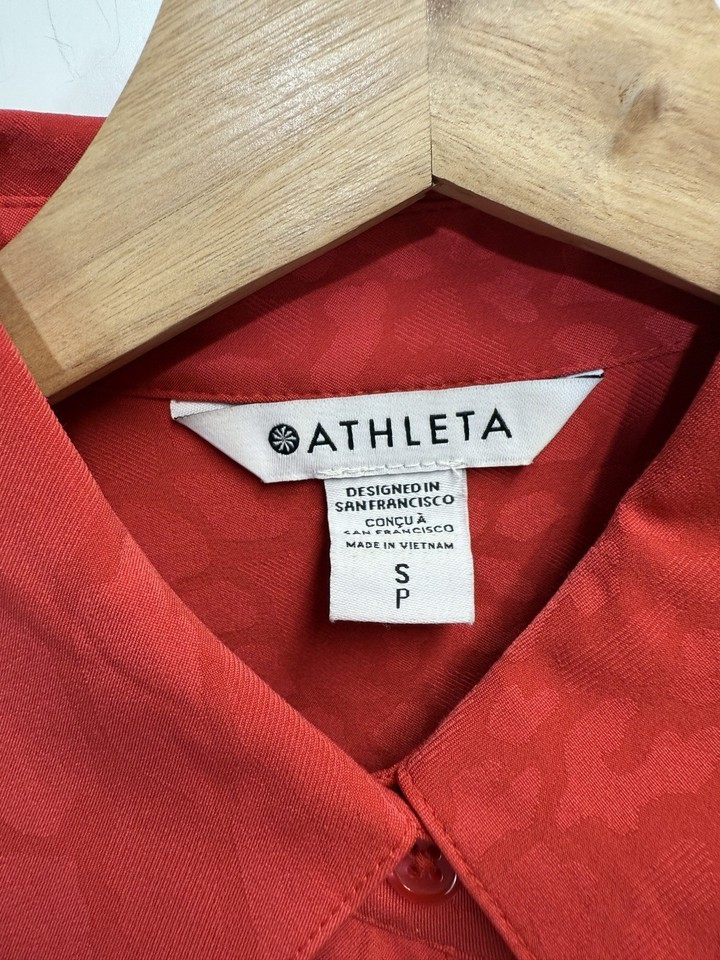 ATHLETA
DESIGNED IN
SAN FRANCISCO
CONÇU À
SAN FRANCISCO
MADE IN VIETNAM
S
P